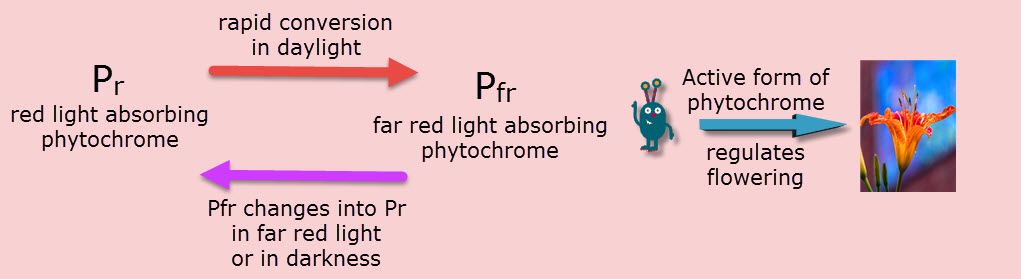 rapid conversion
in daylight
Pr
red light absorbing
phytochrome
Pfr
far red light absorbing
phytochrome
Active form of
phytochrome
regulates
flowering
Pfr changes into Pr
in far red light
or in darkness